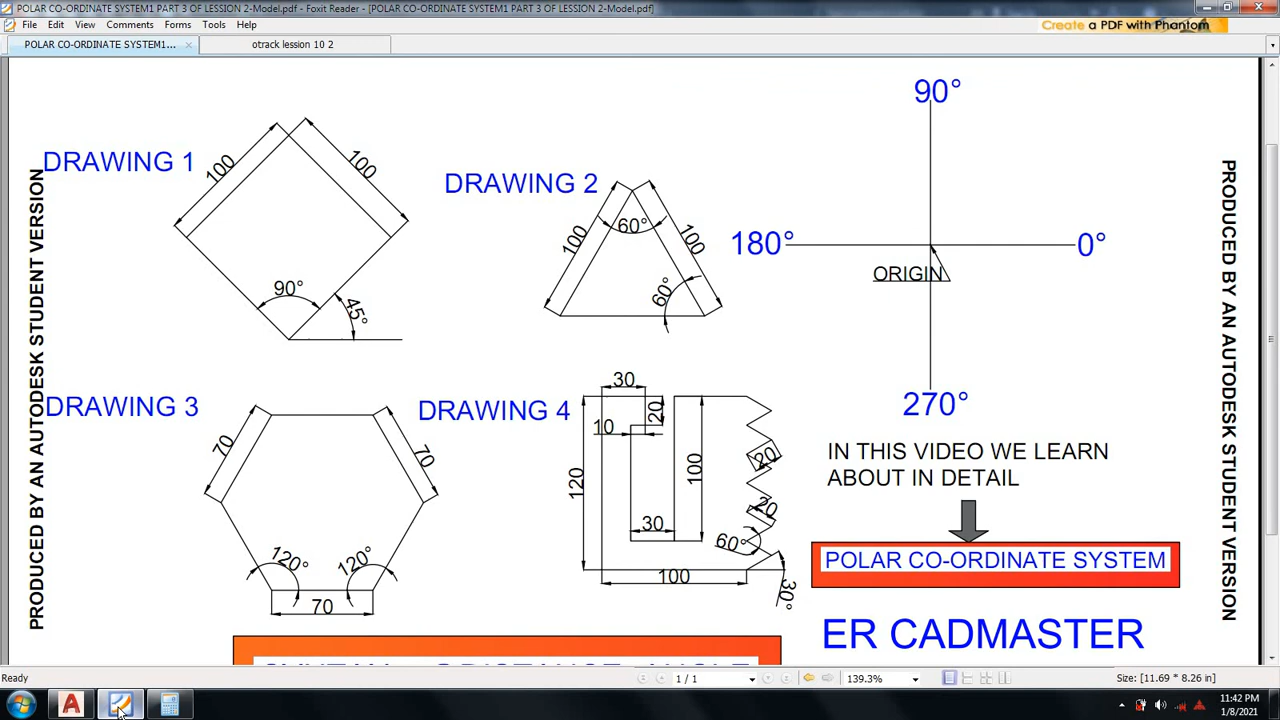 POLAR CO-ORDINATE SYSTEM1 PART 3 OF LESSION 2-Model.pdf - Foxit Reader - [POLAR CO-ORDINATE SYSTEM1 PART 3 OF LESSION 2-Model.pdf]
File Edit View Comments Forms Tools Help
Create a PDF with Phantom
POLAR CO-ORDINATE SYSTEM1...
otrack lession 10 2
PRODUCED BY AN AUTODESK STUDENT VERSION
DRAWING 1
100
100
90°
45°
DRAWING 2
60°
100
100
60°
90°
180°
0°
ORIGIN
270°
DRAWING 3
70
70
120°
120°
70
DRAWING 4
30
20
10
120
100
20
30
20
60°
100
30°
IN THIS VIDEO WE LEARN
ABOUT IN DETAIL
POLAR CO-ORDINATE SYSTEM
ER CADMASTER
PRODUCED BY AN AUTODESK STUDENT VERSION
Ready
1 / 1
139.3%
Size: [11.69 * 8.26 in]
11:42 PM
1/8/2021